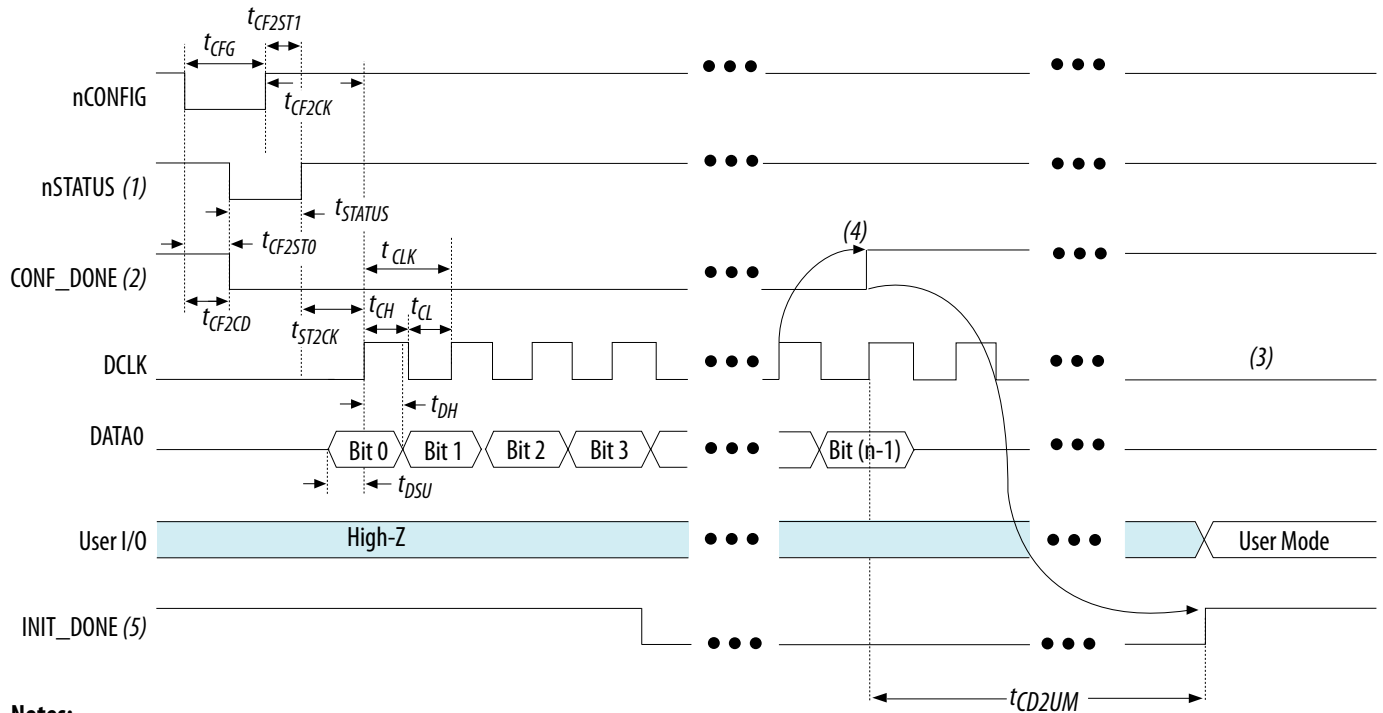 tCF2ST1
tCFG
nCONFIG
tCF2CK
nSTATUS (1)
tSTATUS
tCF2ST0
(4)
tCLK
CONF_DONE (2)
tCF2CD
tST2CK
tCH
tCL
DCLK
(3)
tDH
DATA0
Bit 0
Bit 1
Bit 2
Bit 3
Bit (n-1)
tDSU
User I/O
High-Z
User Mode
INIT_DONE (5)
tCD2UM
Notes: